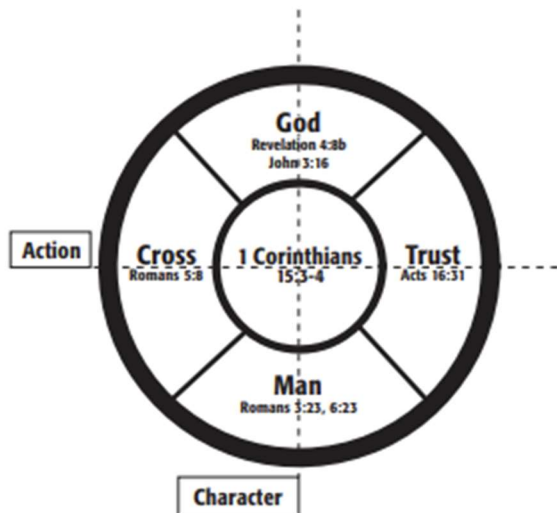 God
Revelation 4:8b
John 3:16
Action
Cross
Romans 5:8
1 Corinthians
15:3-4
Trust
Acts 16:31
Man
Romans 3:23, 6:23
Character